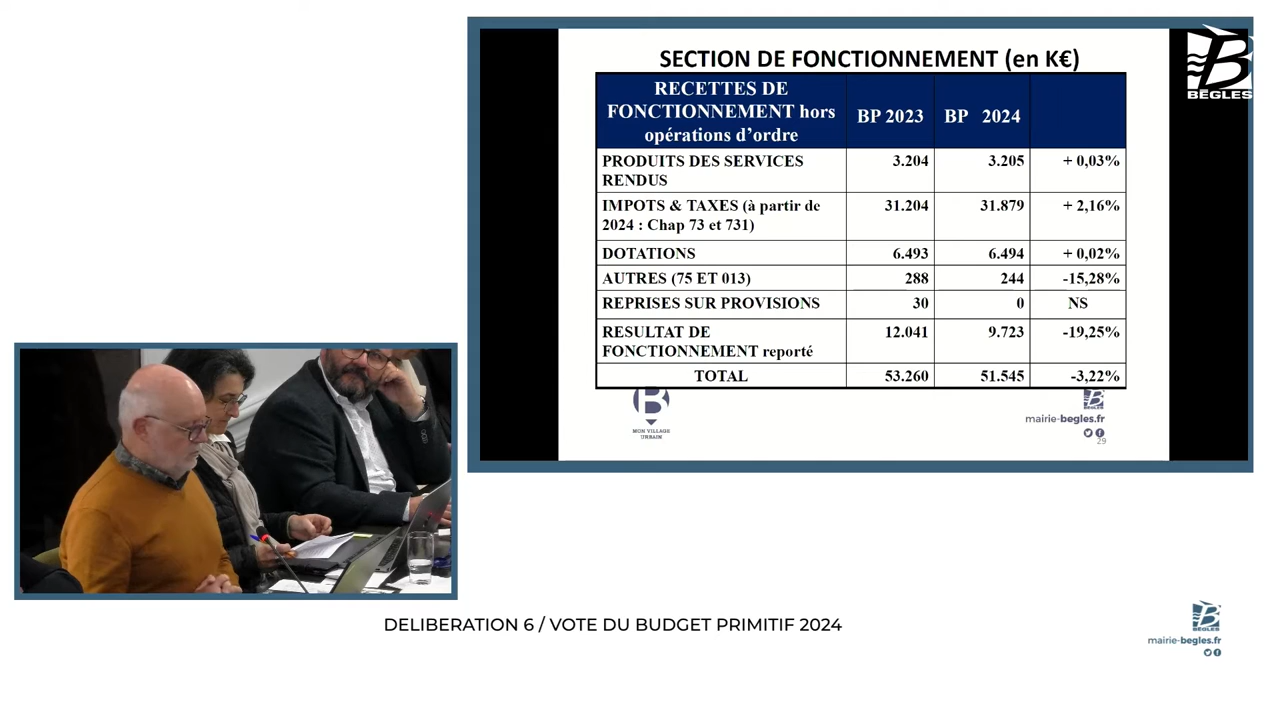 SECTION DE FONCTIONNEMENT (en K€)
RECETTES DE
FONCTIONNEMENT hors
opérations d'ordre
BP 2023
BP 2024
PRODUITS DES SERVICES
RENDUS
3.204
3.205
+ 0,03%
IMPOTS & TAXES (à partir de
2024 : Chap 73 et 731)
31.204
31.879
+ 2,16%
DOTATIONS
6.493
6.494
+ 0,02%
AUTRES (75 ET 013)
288
244
-15,28%
REPRISES SUR PROVISIONS
30
0
NS
RESULTAT DE
FONCTIONNEMENT reporté
12.041
9.723
-19,25%
TOTAL
53.260
51.545
-3,22%
B
MON VILLAGE
URBAIN
mairie-begles.fr
29
B
BÈGLES
DELIBERATION 6 / VOTE DU BUDGET PRIMITIF 2024
B
BÈGLES
mairie-begles.fr